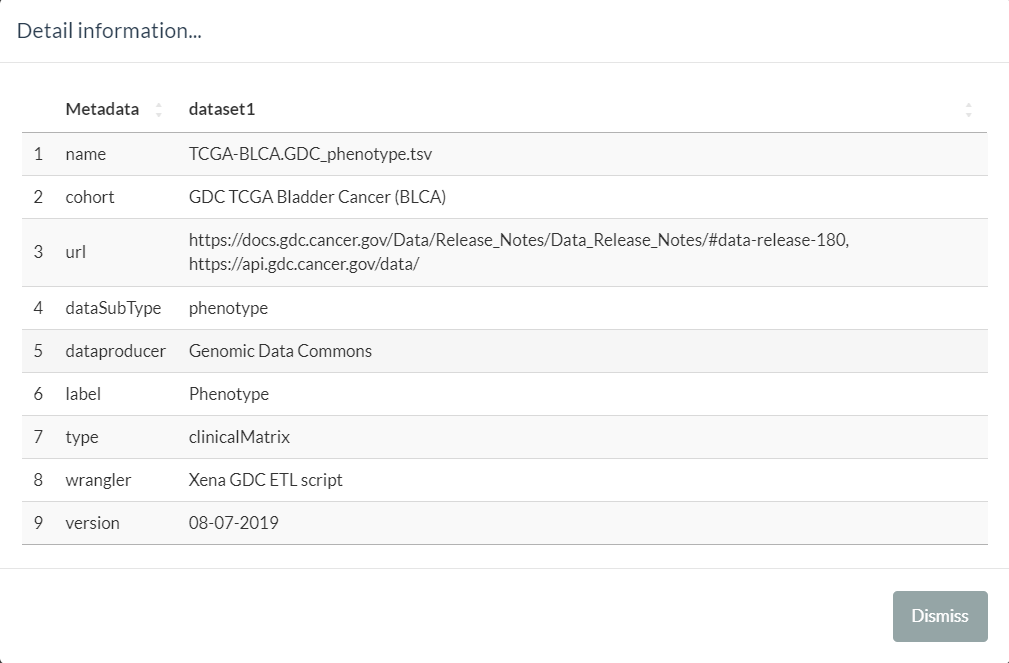 Detail information...
Metadata dataset1
1 name TCGA-BLCA.GDC_phenotype.tsv
2 cohort GDC TCGA Bladder Cancer (BLCA)
3 url https://docs.gdc.cancer.gov/Data/Release_Notes/Data_Release_Notes/#data-release-180,
https://api.gdc.cancer.gov/data/
4 dataSubType phenotype
5 dataproducer Genomic Data Commons
6 label Phenotype
7 type clinicalMatrix
8 wrangler Xena GDC ETL script
9 version 08-07-2019
Dismiss